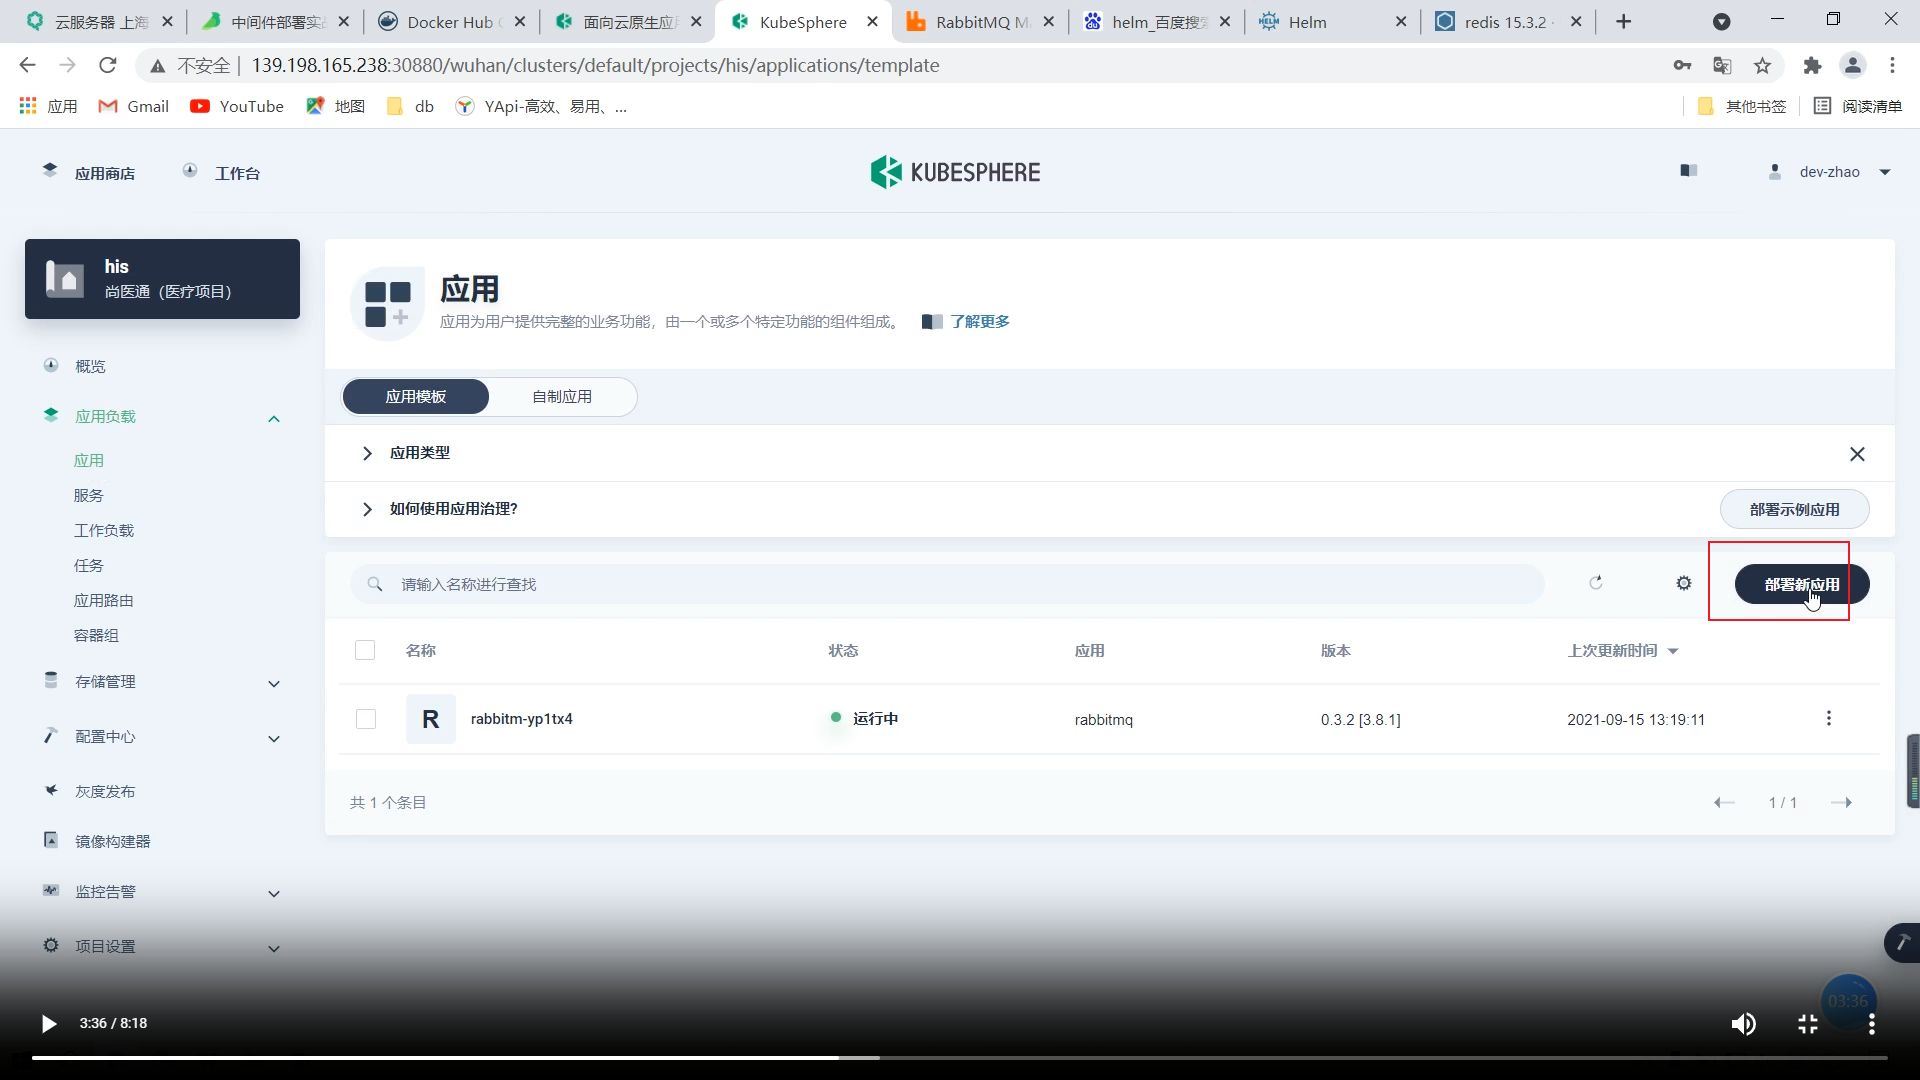 云服务器 上海
中间件部署实
Docker Hub
面向云原生应
KubeSphere
RabbitMQ M
helm_百度搜
Helm
redis 15.3.2
不安全
139.198.165.238:30880/wuhan/clusters/default/projects/his/applications/template
应用
Gmail
YouTube
地图
db
YApi-高效、易用、...
其他书签
阅读清单
应用商店
工作台
KUBESPHERE
dev-zhao
his
尚医通（医疗项目）
概览
应用负载
应用
服务
工作负载
任务
应用路由
容器组
存储管理
配置中心
灰度发布
镜像构建器
监控告警
项目设置
应用
应用为用户提供完整的业务功能，由一个或多个特定功能的组件组成。
了解更多
应用模板
自制应用
应用类型
如何使用应用治理?
部署示例应用
请输入名称进行查找
部署新应用
名称 状态 应用 版本 上次更新时间
R rabbitm-yp1tx4 运行中 rabbitmq 0.3.2 [3.8.1] 2021-09-15 13:19:11
共 1 个条目
1 / 1
03:36
3:36 / 8:18